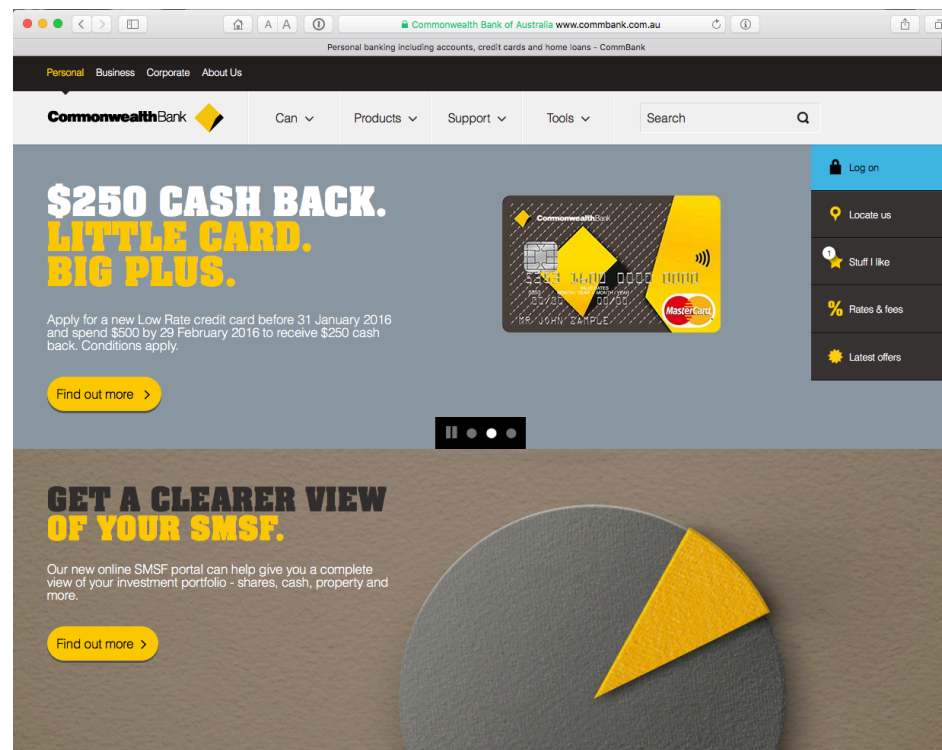 A A
Commonwealth Bank of Australia www.commbank.com.au
Personal banking including accounts, credit cards and home loans - CommBank
Personal Business Corporate About Us
CommonwealthBank
Can
Products
Support
Tools
Search
Log on
Locate us
1
Stuff I like
Rates & fees
Latest offers
$250 CASH BACK.
LITTLE CARD.
BIG PLUS.
Apply for a new Low Rate credit card before 31 January 2016
and spend $500 by 29 February 2016 to receive $250 cash
back. Conditions apply.
Find out more
CommonwealthBank
MR JOHN SAMPLE
MasterCard
GET A CLEARER VIEW
OF YOUR SMSF.
Our new online SMSF portal can help give you a complete
view of your investment portfolio - shares, cash, property and
more.
Find out more